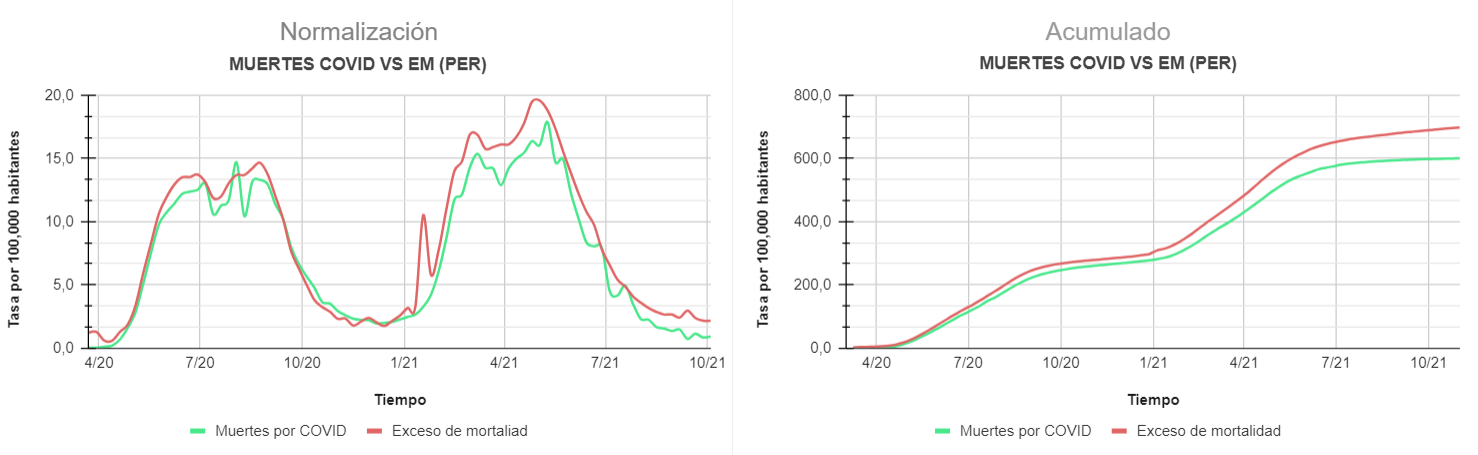 Normalización
MUERTES COVID VS EM (PER)
Tasa por 100,000 habitantes
20,0
15,0
10,0
5,0
0,0
4/20 7/20 10/20 1/21 4/21 7/21 10/21
Tiempo
Muertes por COVID Exceso de mortaliad
Acumulado
MUERTES COVID VS EM (PER)
Tasa por 100,000 habitantes
800,0
600,0
400,0
200,0
0,0
4/20 7/20 10/20 1/21 4/21 7/21 10/21
Tiempo
Muertes por COVID Exceso de mortalidad